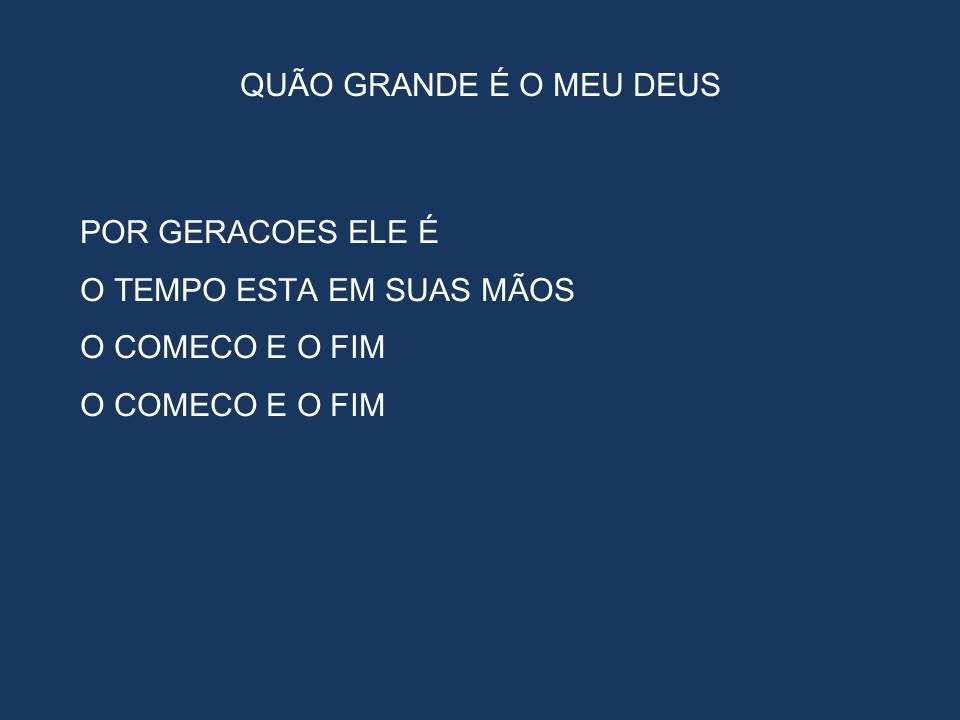 QUÃO GRANDE É O MEU DEUS
POR GERACOES ELE É
O TEMPO ESTA EM SUAS MÃOS
O COMECO E O FIM
O COMECO E O FIM